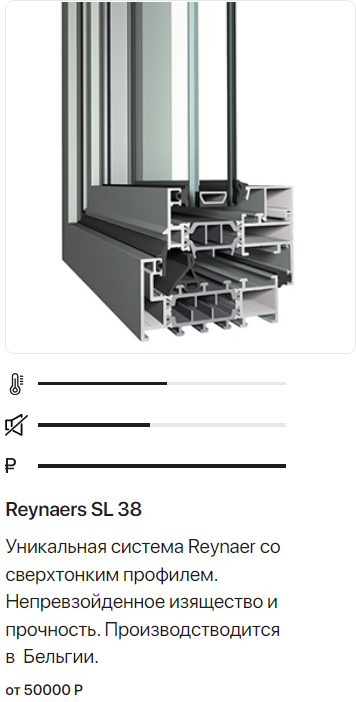 ₽
Reynaers SL 38
Уникальная система Reynaer со
сверхтонким профилем.
Непревзойденное изящество и
прочность. Производстводится
в Бельгии.
от 50000 Р